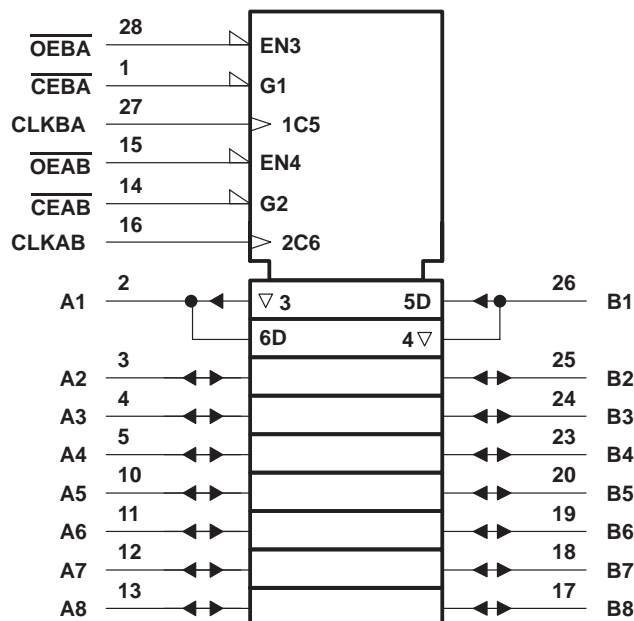 28
OEBA EN3
1
CEBA G1
27
CLKBA 1C5
15
OEAB EN4
14
CEAB G2
16
CLKAB 2C6
2 26
A1 ▽ 3 5D B1
6D 4 ▽
3 25
A2 B2
4 24
A3 B3
5 23
A4 B4
10 20
A5 B5
11 19
A6 B6
12 18
A7 B7
13 17
A8 B8